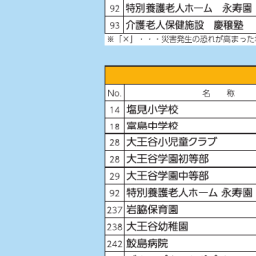 92 特別養護老人ホーム 永寿園
93 介護老人保健施設 慶穣塾
※「×」・・・災害発生の恐れが高まった
No. 名 称
14 塩見小学校
18 富島中学校
28 大王谷小児童クラブ
28 大王谷学園初等部
29 大王谷学園中等部
92 特別養護老人ホーム 永寿園
237 岩脇保育園
238 大王谷幼稚園
242 鮫島病院